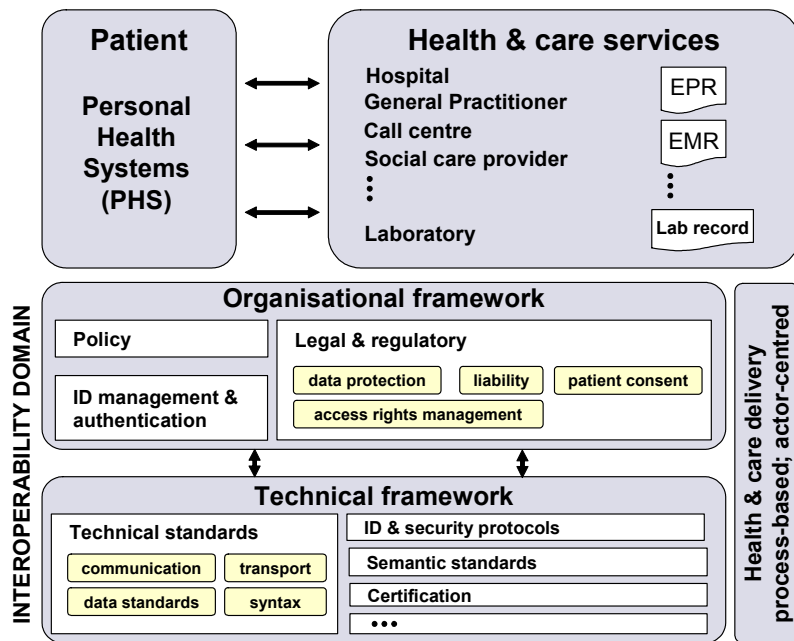 Patient
Personal
Health
Systems
(PHS)
Health & care services
Hospital
General Practitioner
Call centre
Social care provider
Laboratory
EPR
EMR
Lab record
INTEROPERABILITY DOMAIN
Organisational framework
Policy
ID management &
authentication
Legal & regulatory
data protection
liability
patient consent
access rights management
Technical framework
Technical standards
communication
transport
data standards
syntax
ID & security protocols
Semantic standards
Certification
•••
Health & care delivery
process-based; actor-centred